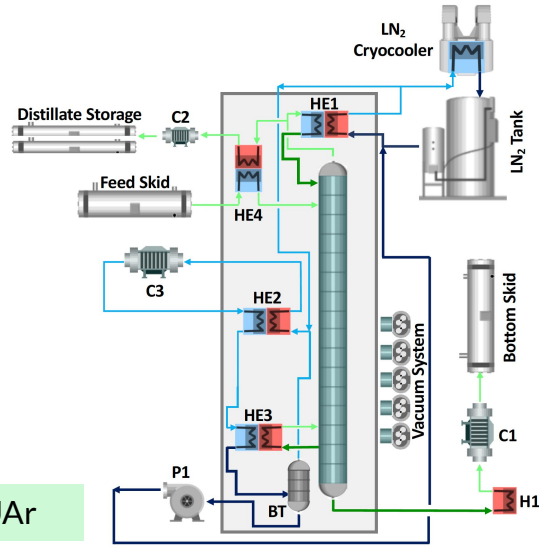 LN₂
Cryocooler
Distillate Storage
C2
HE1
LN₂ Tank
Feed Skid
HE4
C3
HE2
Vacuum System
Bottom Skid
HE3
C1
P1
BT
H1